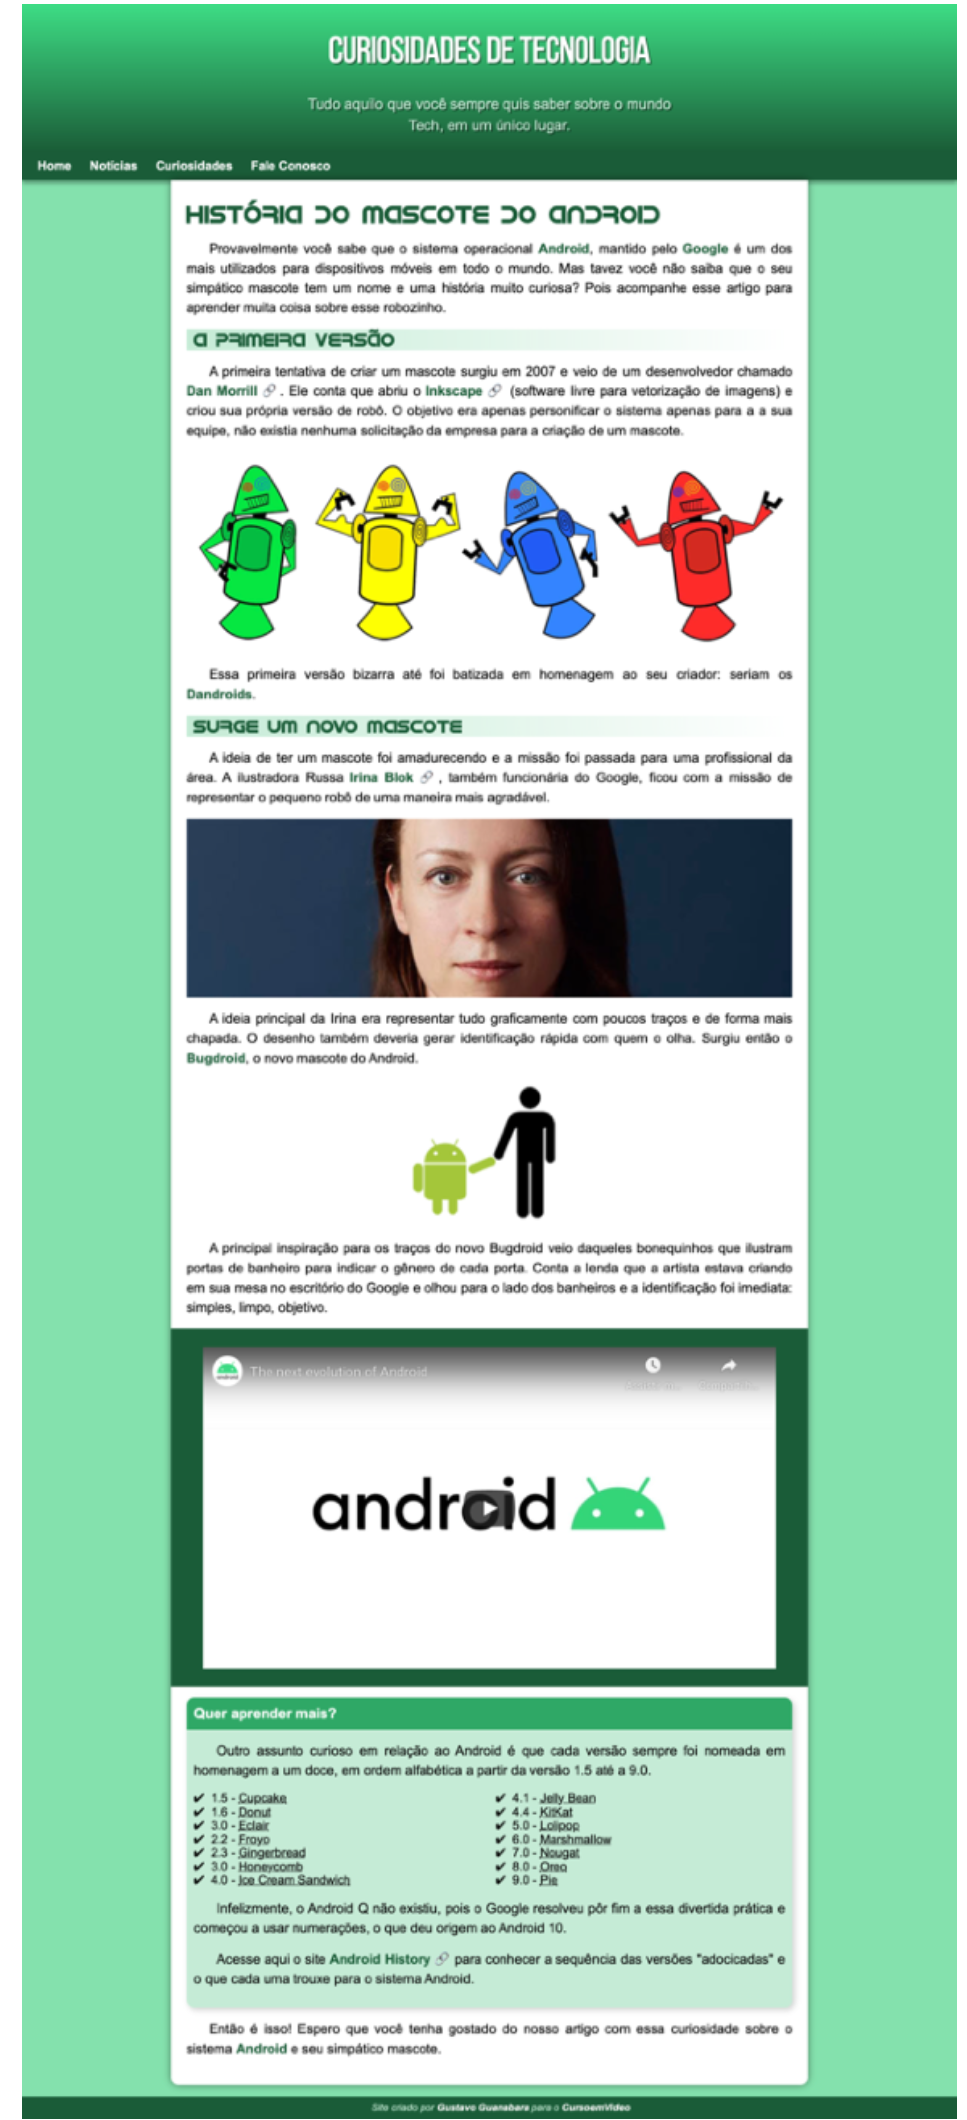 CURIOSIDADES DE TECNOLOGIA
Tudo aquilo que você sempre quis saber sobre o mundo
Tech, em um único lugar.
Home Notícias Curiosidades Fale Conosco
HISTÓRIA DO MASCOTE DO ANDROID
Provavelmente você sabe que o sistema operacional Android, mantido pelo Google é um dos
mais utilizados para dispositivos móveis em todo o mundo. Mas tavez você não saiba que o seu
simpático mascote tem um nome e uma história muito curiosa? Pois acompanhe esse artigo para
aprender muita coisa sobre esse robozinho.
A PRIMEIRA VERSÃO
A primeira tentativa de criar um mascote surgiu em 2007 e veio de um desenvolvedor chamado
Dan Morrill 🔗 . Ele conta que abriu o Inkscape 🔗 (software livre para vetorização de imagens) e
criou sua própria versão de robô. O objetivo era apenas personificar o sistema apenas para a a sua
equipe, não existia nenhuma solicitação da empresa para a criação de um mascote.
Essa primeira versão bizarra até foi batizada em homenagem ao seu criador: seriam os
Dandroids.
SURGE UM NOVO MASCOTE
A ideia de ter um mascote foi amadurecendo e a missão foi passada para uma profissional da
área. A ilustradora Russa Irina Blok 🔗 , também funcionária do Google, ficou com a missão de
representar o pequeno robô de uma maneira mais agradável.
A ideia principal da Irina era representar tudo graficamente com poucos traços e de forma mais
chapada. O desenho também deveria gerar identificação rápida com quem o olha. Surgiu então o
Bugdroid, o novo mascote do Android.
A principal inspiração para os traços do novo Bugdroid veio daqueles bonequinhos que ilustram
portas de banheiro para indicar o gênero de cada porta. Conta a lenda que a artista estava criando
em sua mesa no escritório do Google e olhou para o lado dos banheiros e a identificação foi imediata:
simples, limpo, objetivo.
android The next evolution of Android
android
Quer aprender mais?
Outro assunto curioso em relação ao Android é que cada versão sempre foi nomeada em
homenagem a um doce, em ordem alfabética a partir da versão 1.5 até a 9.0.
✔ 1.5 - Cupcake
✔ 1.6 - Donut
✔ 3.0 - Eclair
✔ 2.2 - Froyo
✔ 2.3 - Gingerbread
✔ 3.0 - Honeycomb
✔ 4.0 - Ice Cream Sandwich
✔ 4.1 - Jelly Bean
✔ 4.4 - KitKat
✔ 5.0 - Lolipop
✔ 6.0 - Marshmallow
✔ 7.0 - Nougat
✔ 8.0 - Oreo
✔ 9.0 - Pie
Infelizmente, o Android Q não existiu, pois o Google resolveu pôr fim a essa divertida prática e
começou a usar numerações, o que deu origem ao Android 10.
Acesse aqui o site Android History 🔗 para conhecer a sequência das versões "adocicadas" e
o que cada uma trouxe para o sistema Android.
Então é isso! Espero que você tenha gostado do nosso artigo com essa curiosidade sobre o
sistema Android e seu simpático mascote.
Site criado por Gustavo Guanabara para o CursoemVideo